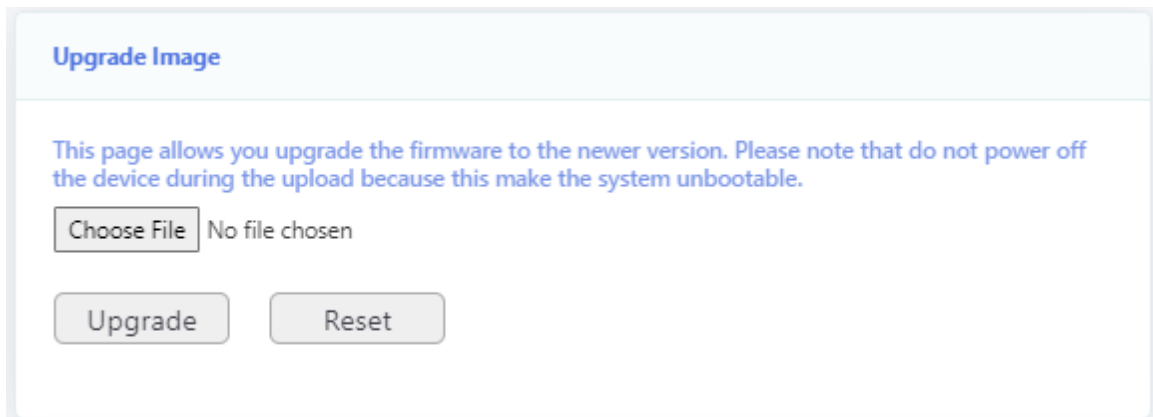 Upgrade Image
This page allows you upgrade the firmware to the newer version. Please note that do not power off
the device during the upload because this make the system unbootable.
Choose File No file chosen
Upgrade Reset